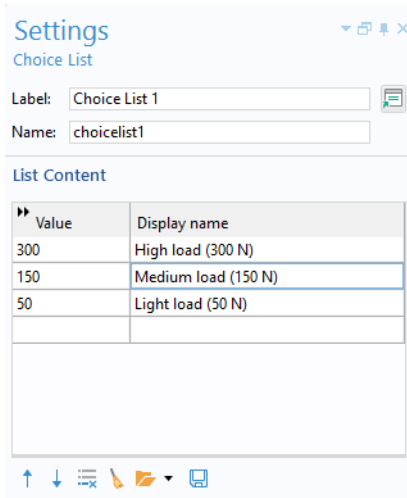 Settings
Choice List
Label: Choice List 1
Name: choicelist1
List Content
Value Display name
300 High load (300 N)
150 Medium load (150 N)
50 Light load (50 N)